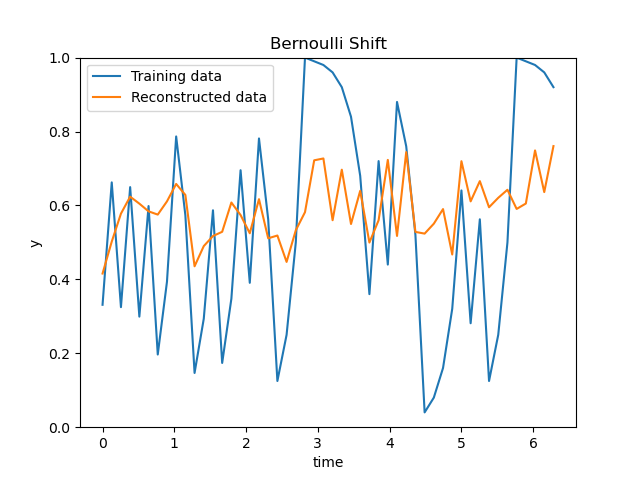 Bernoulli Shift
1.0
Training data
Reconstructed data
0.8
0.6
y
0.4
0.2
0.0
0 1 2 3 4 5 6
time